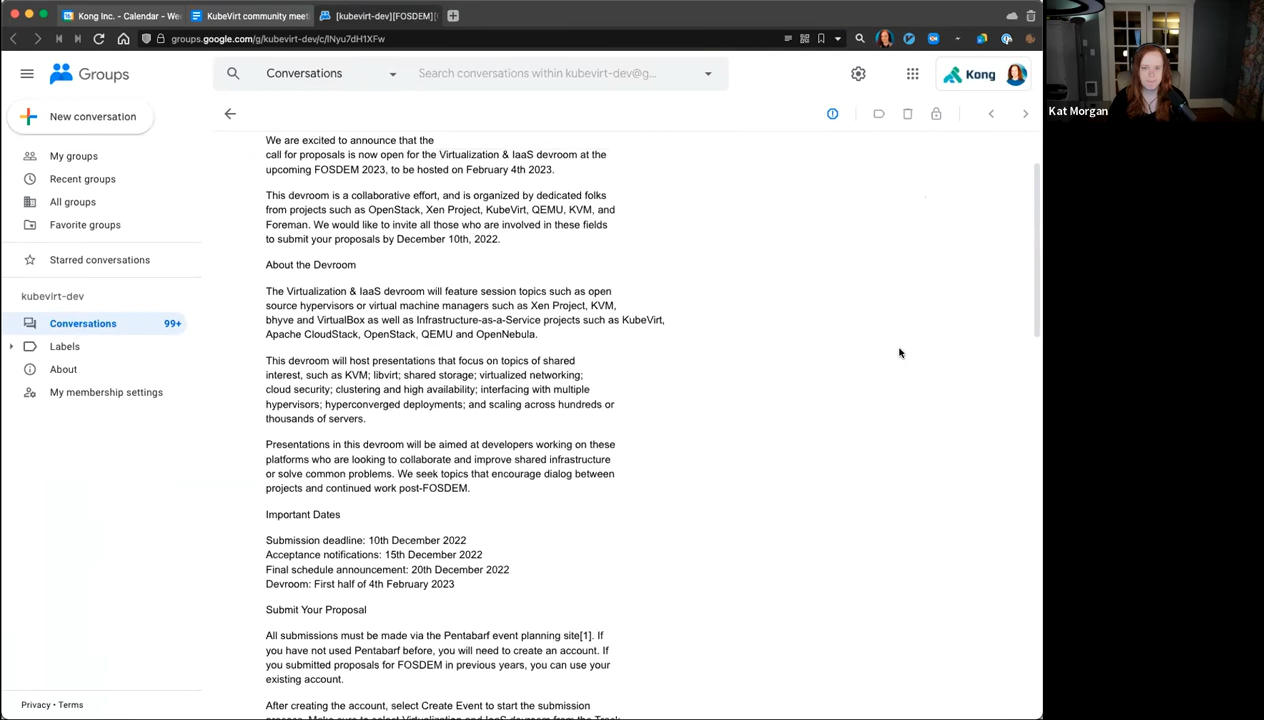 Kong Inc. - Calendar - We
KubeVirt community meet
[kubevirt-dev][FOSDEM][
groups.google.com/g/kubevirt-dev/c/lNyu7dH1XFw
Groups
Conversations
Search conversations within kubevirt-dev@g...
Kong
Kat Morgan
New conversation
My groups
Recent groups
All groups
Favorite groups
Starred conversations
kubevirt-dev
Conversations 99+
Labels
About
My membership settings
Privacy • Terms
We are excited to announce that the
call for proposals is now open for the Virtualization & IaaS devroom at the
upcoming FOSDEM 2023, to be hosted on February 4th 2023.
This devroom is a collaborative effort, and is organized by dedicated folks
from projects such as OpenStack, Xen Project, KubeVirt, QEMU, KVM, and
Foreman. We would like to invite all those who are involved in these fields
to submit your proposals by December 10th, 2022.
About the Devroom
The Virtualization & IaaS devroom will feature session topics such as open
source hypervisors or virtual machine managers such as Xen Project, KVM,
bhyve and VirtualBox as well as Infrastructure-as-a-Service projects such as KubeVirt,
Apache CloudStack, OpenStack, QEMU and OpenNebula.
This devroom will host presentations that focus on topics of shared
interest, such as KVM; libvirt; shared storage; virtualized networking;
cloud security; clustering and high availability; interfacing with multiple
hypervisors; hyperconverged deployments; and scaling across hundreds or
thousands of servers.
Presentations in this devroom will be aimed at developers working on these
platforms who are looking to collaborate and improve shared infrastructure
or solve common problems. We seek topics that encourage dialog between
projects and continued work post-FOSDEM.
Important Dates
Submission deadline: 10th December 2022
Acceptance notifications: 15th December 2022
Final schedule announcement: 20th December 2022
Devroom: First half of 4th February 2023
Submit Your Proposal
All submissions must be made via the Pentabarf event planning site[1]. If
you have not used Pentabarf before, you will need to create an account. If
you submitted proposals for FOSDEM in previous years, you can use your
existing account.
After creating the account, select Create Event to start the submission
process. Make sure to select Virtualization and IaaS devroom from the Track